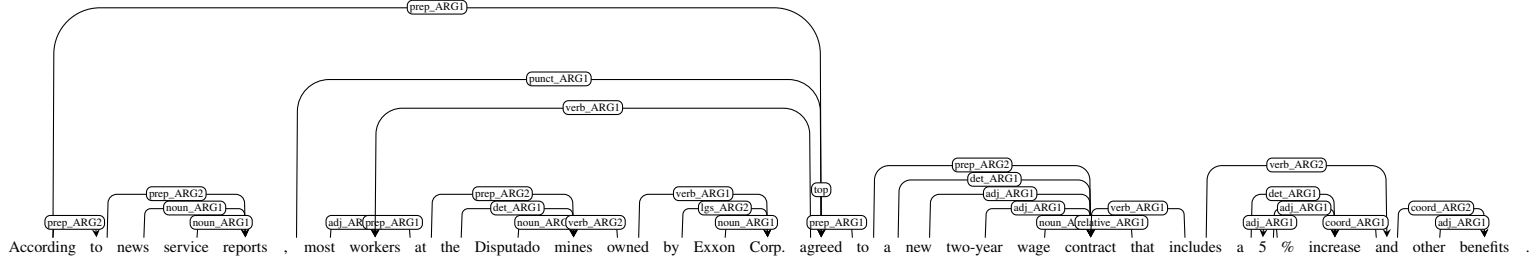 prep_ARG1
punct_ARG1
verb_ARG1
prep_ARG2 verb_ARG2
det_ARG1
top
prep_ARG2 prep_ARG2 verb_ARG1 adj_ARG1 det_ARG1
noun_ARG1 det_ARG1 lgs_ARG2 adj_ARG1 verb_ARG1 adj_ARG1 coord_ARG2
prep_ARG2 noun_ARG1 prep_ARG1 verb_ARG2 noun_ARG1 prep_ARG1 relative_ARG1 adj_ARG1 coord_ARG1 adj_ARG1
According to news service reports , most workers at the Disputado mines owned by Exxon Corp. agreed to a new two-year wage contract that includes a 5 % increase and other benefits .